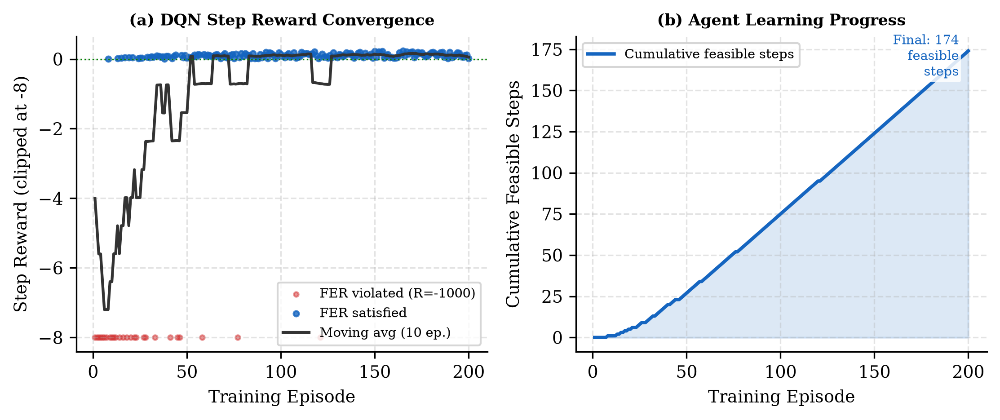 (a) DQN Step Reward Convergence
Step Reward (clipped at -8)
0
−2
−4
−6
−8
FER violated (R=-1000)
FER satisfied
Moving avg (10 ep.)
0 50 100 150 200
Training Episode
(b) Agent Learning Progress
Cumulative Feasible Steps
175
150
125
100
75
50
25
0
Cumulative feasible steps
Final: 174
feasible
steps
0 50 100 150 200
Training Episode